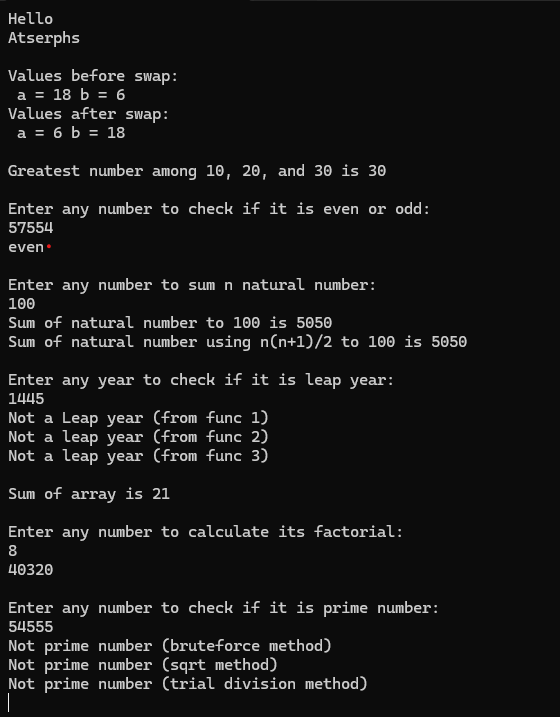 Hello
Atserphs
Values before swap:
a = 18 b = 6
Values after swap:
a = 6 b = 18
Greatest number among 10, 20, and 30 is 30
Enter any number to check if it is even or odd:
57554
even
Enter any number to sum n natural number:
100
Sum of natural number to 100 is 5050
Sum of natural number using n(n+1)/2 to 100 is 5050
Enter any year to check if it is leap year:
1445
Not a Leap year (from func 1)
Not a leap year (from func 2)
Not a leap year (from func 3)
Sum of array is 21
Enter any number to calculate its factorial:
8
40320
Enter any number to check if it is prime number:
54555
Not prime number (bruteforce method)
Not prime number (sqrt method)
Not prime number (trial division method)